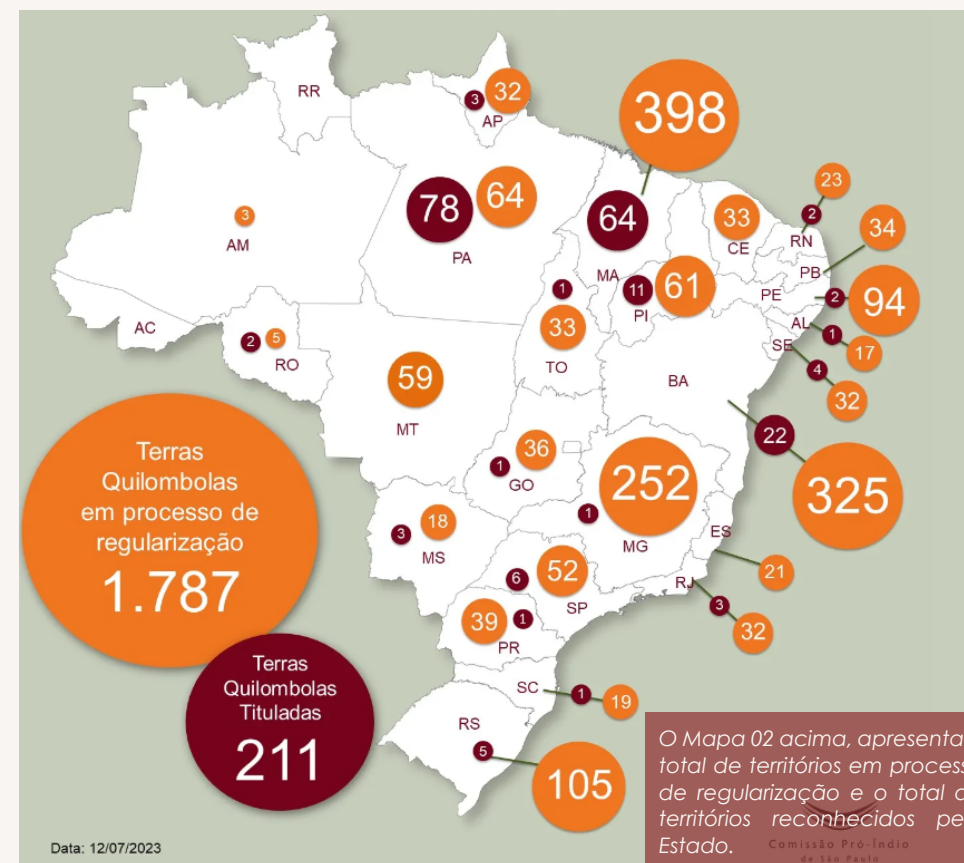 RR
3
32
AP
398
78
64
PA
64
MA
3
AM
33
CE
23
2
RN
34
PB
11
61
PI
PE
2
94
AL
1
17
SE
4
32
1
33
TO
AC
2
5
RO
59
MT
BA
22
325
36
1
GO
252
1
MG
ES
21
3
18
MS
6
52
SP
RJ
3
32
39
1
PR
SC
1
19
RS
5
105
Terras
Quilombolas
em processo de
regularização
1.787
Terras
Quilombolas
Tituladas
211
O Mapa 02 acima, apresenta
total de territórios em process
de regularização e o total
territórios reconhecidos pe
Estado.
Comissão Pró-Índio
de São Paulo
Data: 12/07/2023